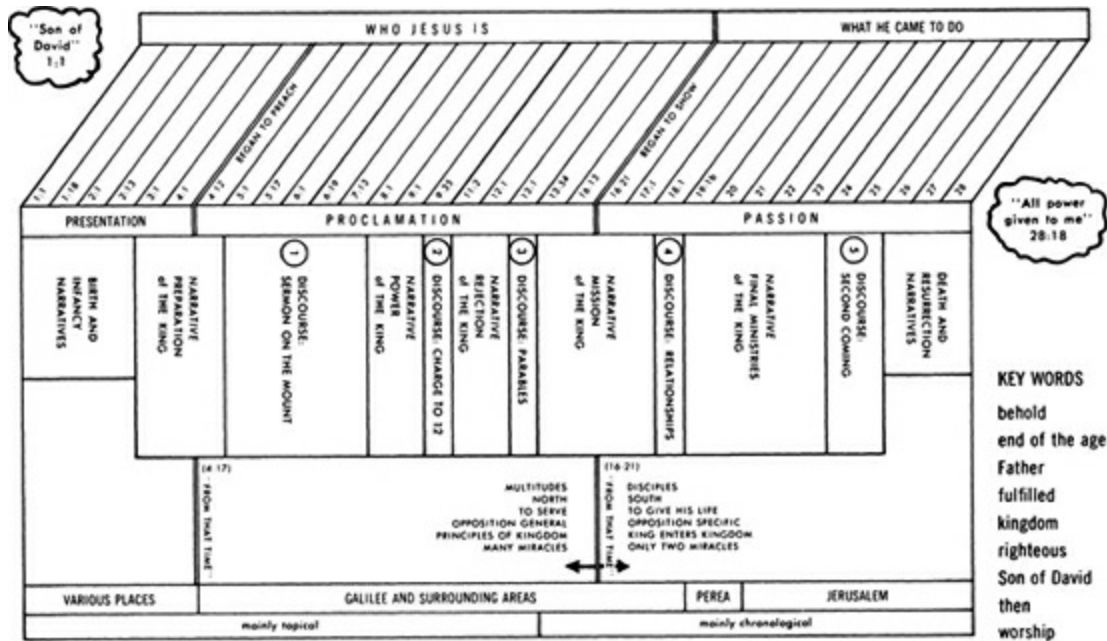 "Son of
David"
1:1
WHO JESUS IS
WHAT HE CAME TO DO
BEGAN TO PREACH
BEGAN TO SHOW
1:1
1:18
2:1
2:13
3:1
4:1
4:12
5:1
5:17
6:1
6:19
7:13
8:1
9:1
9:35
11:2
12:1
13:1
13:54
16:13
16:21
17:1
18:1
19:1b
20
21
22
23
24
25
26
27
28
"All power
given to me"
28:18
PRESENTATION
PROCLAMATION
PASSION
BIRTH AND
INFANCY
NARRATIVES
NARRATIVE
PREPARATION
of THE KING
1
DISCOURSE:
SERMON ON THE MOUNT
NARRATIVE
POWER
of THE KING
2
DISCOURSE: CHARGE TO 12
NARRATIVE
REJECTION
of THE KING
3
DISCOURSE: PARABLES
NARRATIVE
MISSION
of THE KING
4
DISCOURSE: RELATIONSHIPS
NARRATIVE
FINAL MINISTRIES
of THE KING
5
DISCOURSE:
SECOND COMING
DEATH AND
RESURRECTION
NARRATIVES
(4:17)
"FROM THAT TIME"
MULTITUDES
NORTH
TO SERVE
OPPOSITION GENERAL
PRINCIPLES OF KINGDOM
MANY MIRACLES
(16:21)
"FROM THAT TIME"
DISCIPLES
SOUTH
TO GIVE HIS LIFE
OPPOSITION SPECIFIC
KING ENTERS KINGDOM
ONLY TWO MIRACLES
VARIOUS PLACES
GALILEE AND SURROUNDING AREAS
PEREA
JERUSALEM
mainly topical
mainly chronological
KEY WORDS
behold
end of the age
Father
fulfilled
kingdom
righteous
Son of David
then
worship